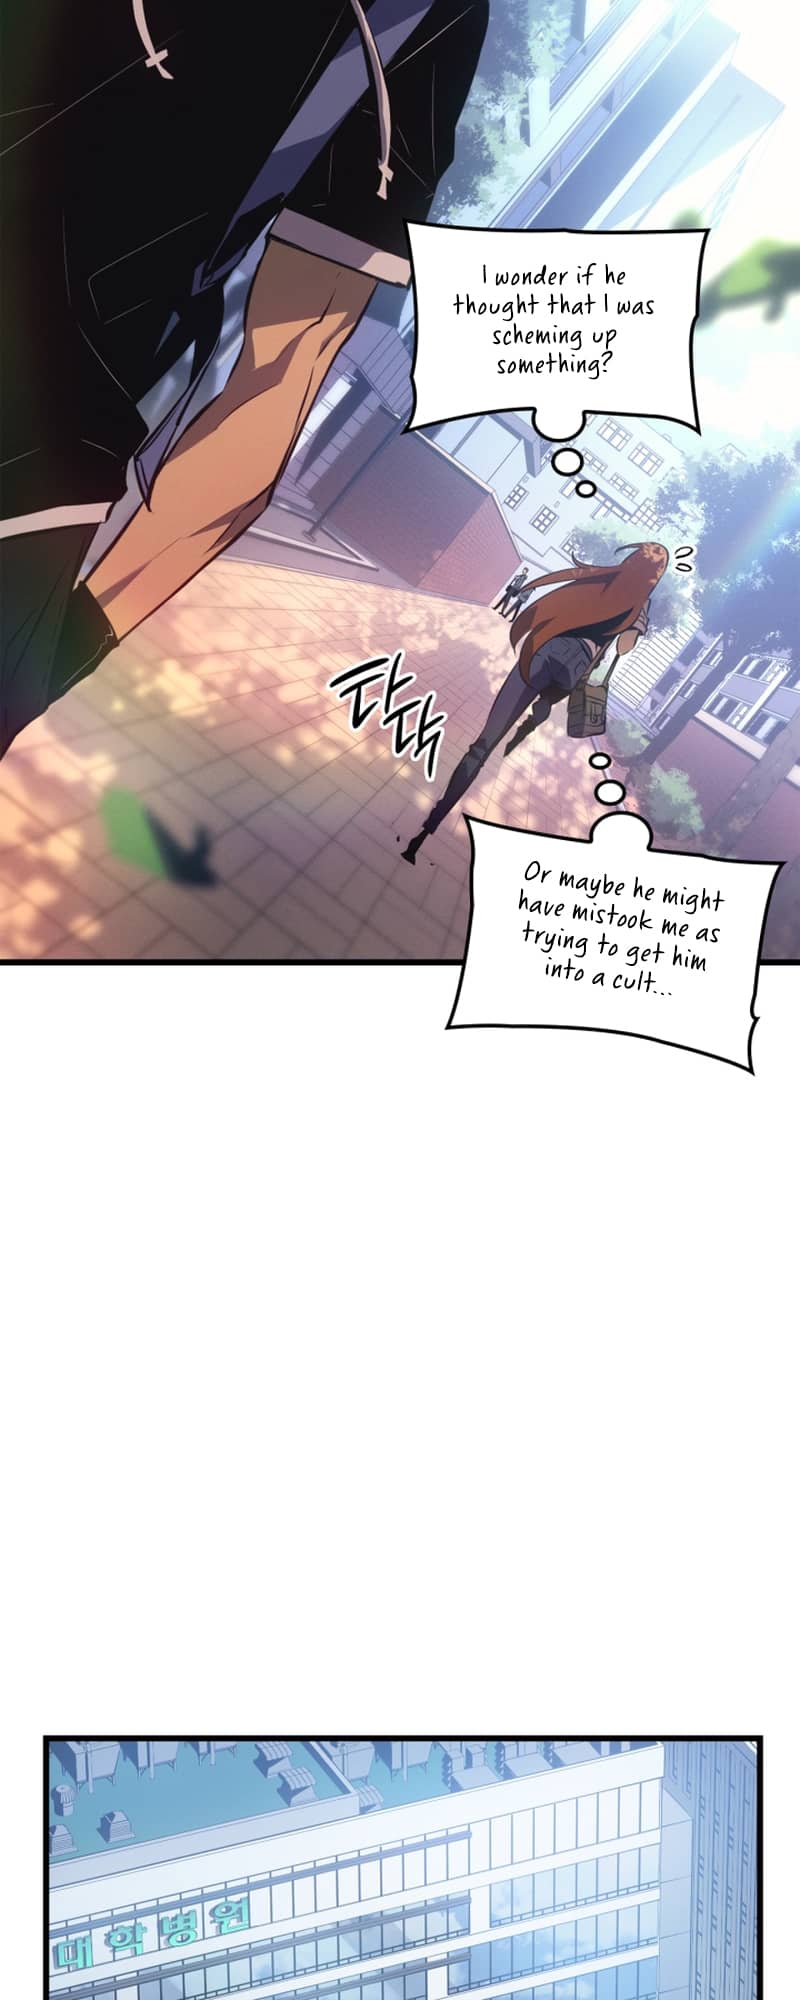 I wonder if he
thought that I was
scheming up
something?
타
다
닥
Or maybe he might
have mistook me as
trying to get him
into a cult...
대학병원